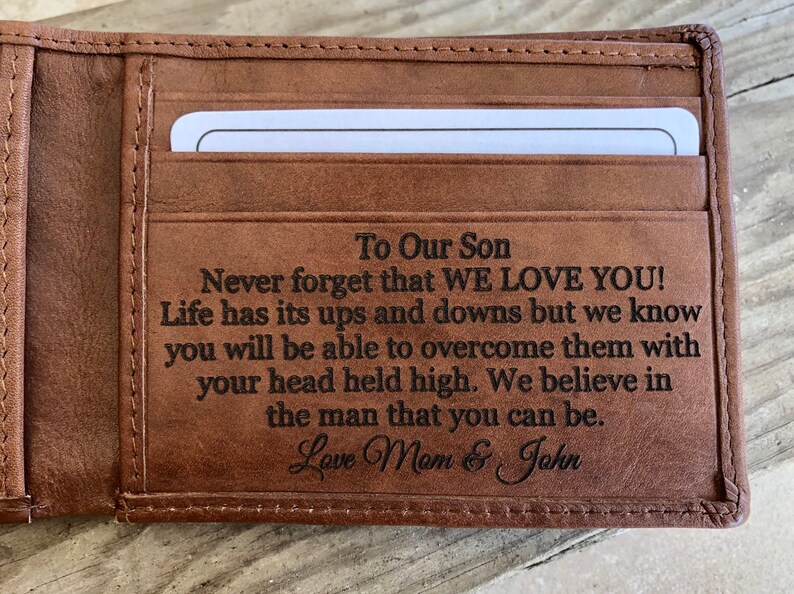 To Our Son
Never forget that WE LOVE YOU!
Life has its ups and downs but we know
you will be able to overcome them with
your head held high. We believe in
the man that you can be.
Love Mom & John